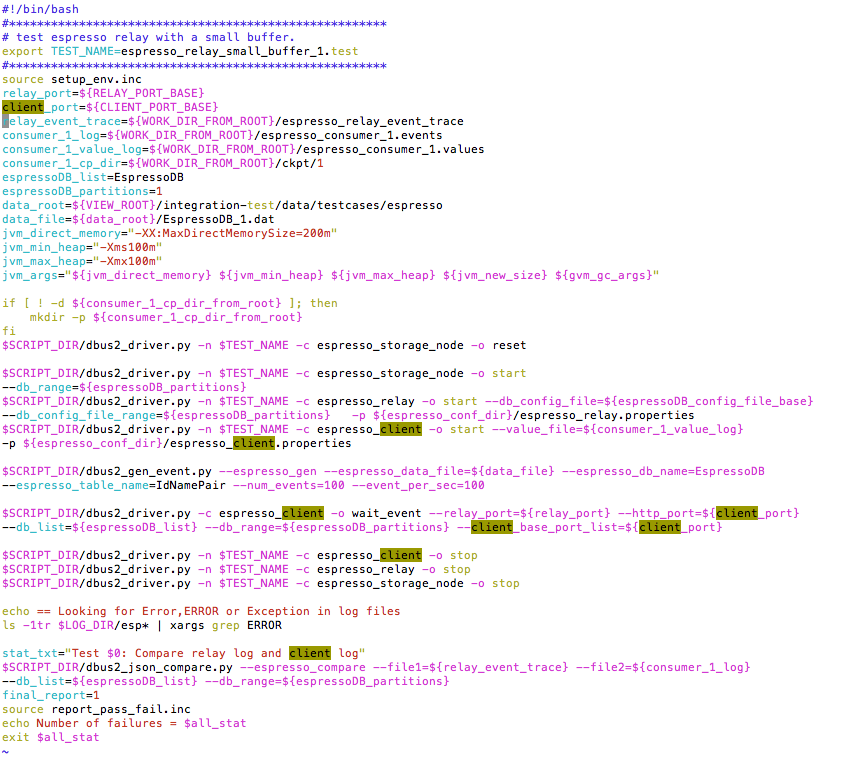 #!/bin/bash
#******************************************************
# test espresso relay with a small buffer.
export TEST_NAME=espresso_relay_small_buffer_1.test
#******************************************************
source setup_env.inc
relay_port=${RELAY_PORT_BASE}
client_port=${CLIENT_PORT_BASE}
relay_event_trace=${WORK_DIR_FROM_ROOT}/espresso_relay_event_trace
consumer_1_log=${WORK_DIR_FROM_ROOT}/espresso_consumer_1.events
consumer_1_value_log=${WORK_DIR_FROM_ROOT}/espresso_consumer_1.values
consumer_1_cp_dir=${WORK_DIR_FROM_ROOT}/ckpt/1
espressoDB_list=EspressoDB
espressoDB_partitions=1
data_root=${VIEW_ROOT}/integration-test/data/testcases/espresso
data_file=${data_root}/EspressoDB_1.dat
jvm_direct_memory="-XX:MaxDirectMemorySize=200m"
jvm_min_heap="-Xms100m"
jvm_max_heap="-Xmx100m"
jvm_args="${jvm_direct_memory} ${jvm_min_heap} ${jvm_max_heap} ${jvm_new_size} ${gvm_gc_args}"
if [ ! -d ${consumer_1_cp_dir_from_root} ]; then
mkdir -p ${consumer_1_cp_dir_from_root}
fi
$SCRIPT_DIR/dbus2_driver.py -n $TEST_NAME -c espresso_storage_node -o reset
$SCRIPT_DIR/dbus2_driver.py -n $TEST_NAME -c espresso_storage_node -o start
--db_range=${espressoDB_partitions}
$SCRIPT_DIR/dbus2_driver.py -n $TEST_NAME -c espresso_relay -o start --db_config_file=${espressoDB_config_file_base}
--db_config_file_range=${espressoDB_partitions}   -p ${espresso_conf_dir}/espresso_relay.properties
$SCRIPT_DIR/dbus2_driver.py -n $TEST_NAME -c espresso_client -o start --value_file=${consumer_1_value_log}
-p ${espresso_conf_dir}/espresso_client.properties
$SCRIPT_DIR/dbus2_gen_event.py --espresso_gen --espresso_data_file=${data_file} --espresso_db_name=EspressoDB
--espresso_table_name=IdNamePair --num_events=100 --event_per_sec=100
$SCRIPT_DIR/dbus2_driver.py -c espresso_client -o wait_event --relay_port=${relay_port} --http_port=${client_port}
--db_list=${espressoDB_list} --db_range=${espressoDB_partitions} --client_base_port_list=${client_port}
$SCRIPT_DIR/dbus2_driver.py -n $TEST_NAME -c espresso_client -o stop
$SCRIPT_DIR/dbus2_driver.py -n $TEST_NAME -c espresso_relay -o stop
$SCRIPT_DIR/dbus2_driver.py -n $TEST_NAME -c espresso_storage_node -o stop
echo == Looking for Error,ERROR or Exception in log files
ls -1tr $LOG_DIR/esp* | xargs grep ERROR
stat_txt="Test $0: Compare relay log and client log"
$SCRIPT_DIR/dbus2_json_compare.py --espresso_compare --file1=${relay_event_trace} --file2=${consumer_1_log}
--db_list=${espressoDB_list} --db_range=${espressoDB_partitions}
final_report=1
source report_pass_fail.inc
echo Number of failures = $all_stat
exit $all_stat
~